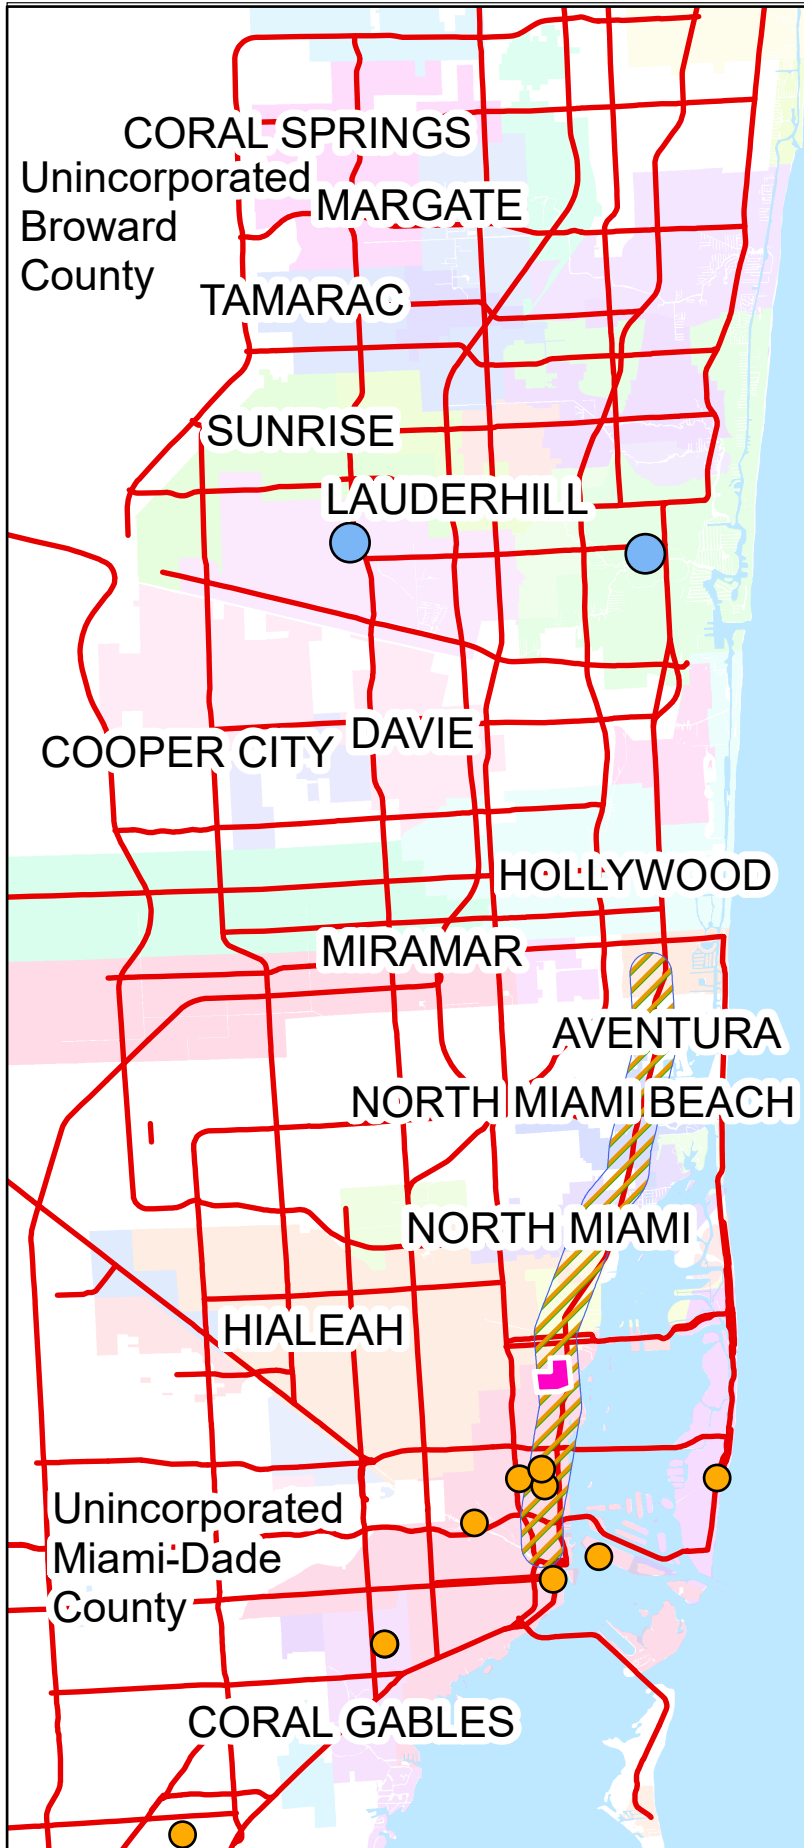 CORAL SPRINGS
Unincorporated
Broward
County
MARGATE
TAMARAC
SUNRISE
LAUDERHILL
DAVIE
COOPER CITY
HOLLYWOOD
MIRAMAR
AVENTURA
NORTH MIAMI BEACH
NORTH MIAMI
HIALEAH
Unincorporated
Miami-Dade
County
CORAL GABLES